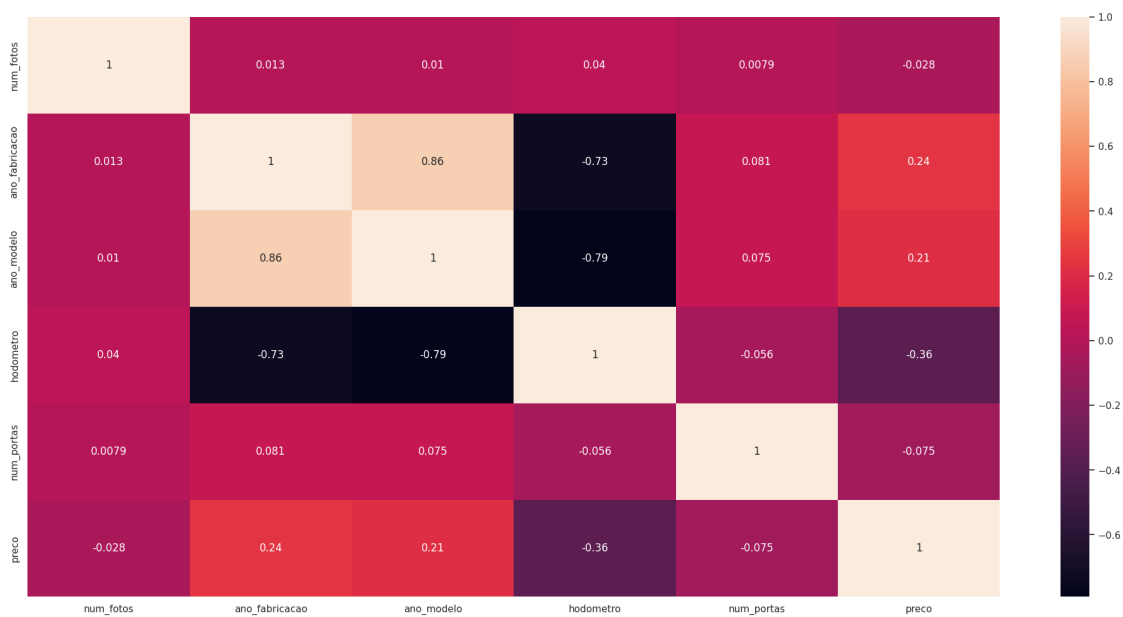 num_fotos 1 0.013 0.01 0.04 0.0079 -0.028
ano_fabricacao 0.013 1 0.86 -0.73 0.081 0.24
ano_modelo 0.01 0.86 1 -0.79 0.075 0.21
hodometro 0.04 -0.73 -0.79 1 -0.056 -0.36
num_portas 0.0079 0.081 0.075 -0.056 1 -0.075
preco -0.028 0.24 0.21 -0.36 -0.075 1
num_fotos ano_fabricacao ano_modelo hodometro num_portas preco
1.0
0.8
0.6
0.4
0.2
0.0
−0.2
−0.4
−0.6